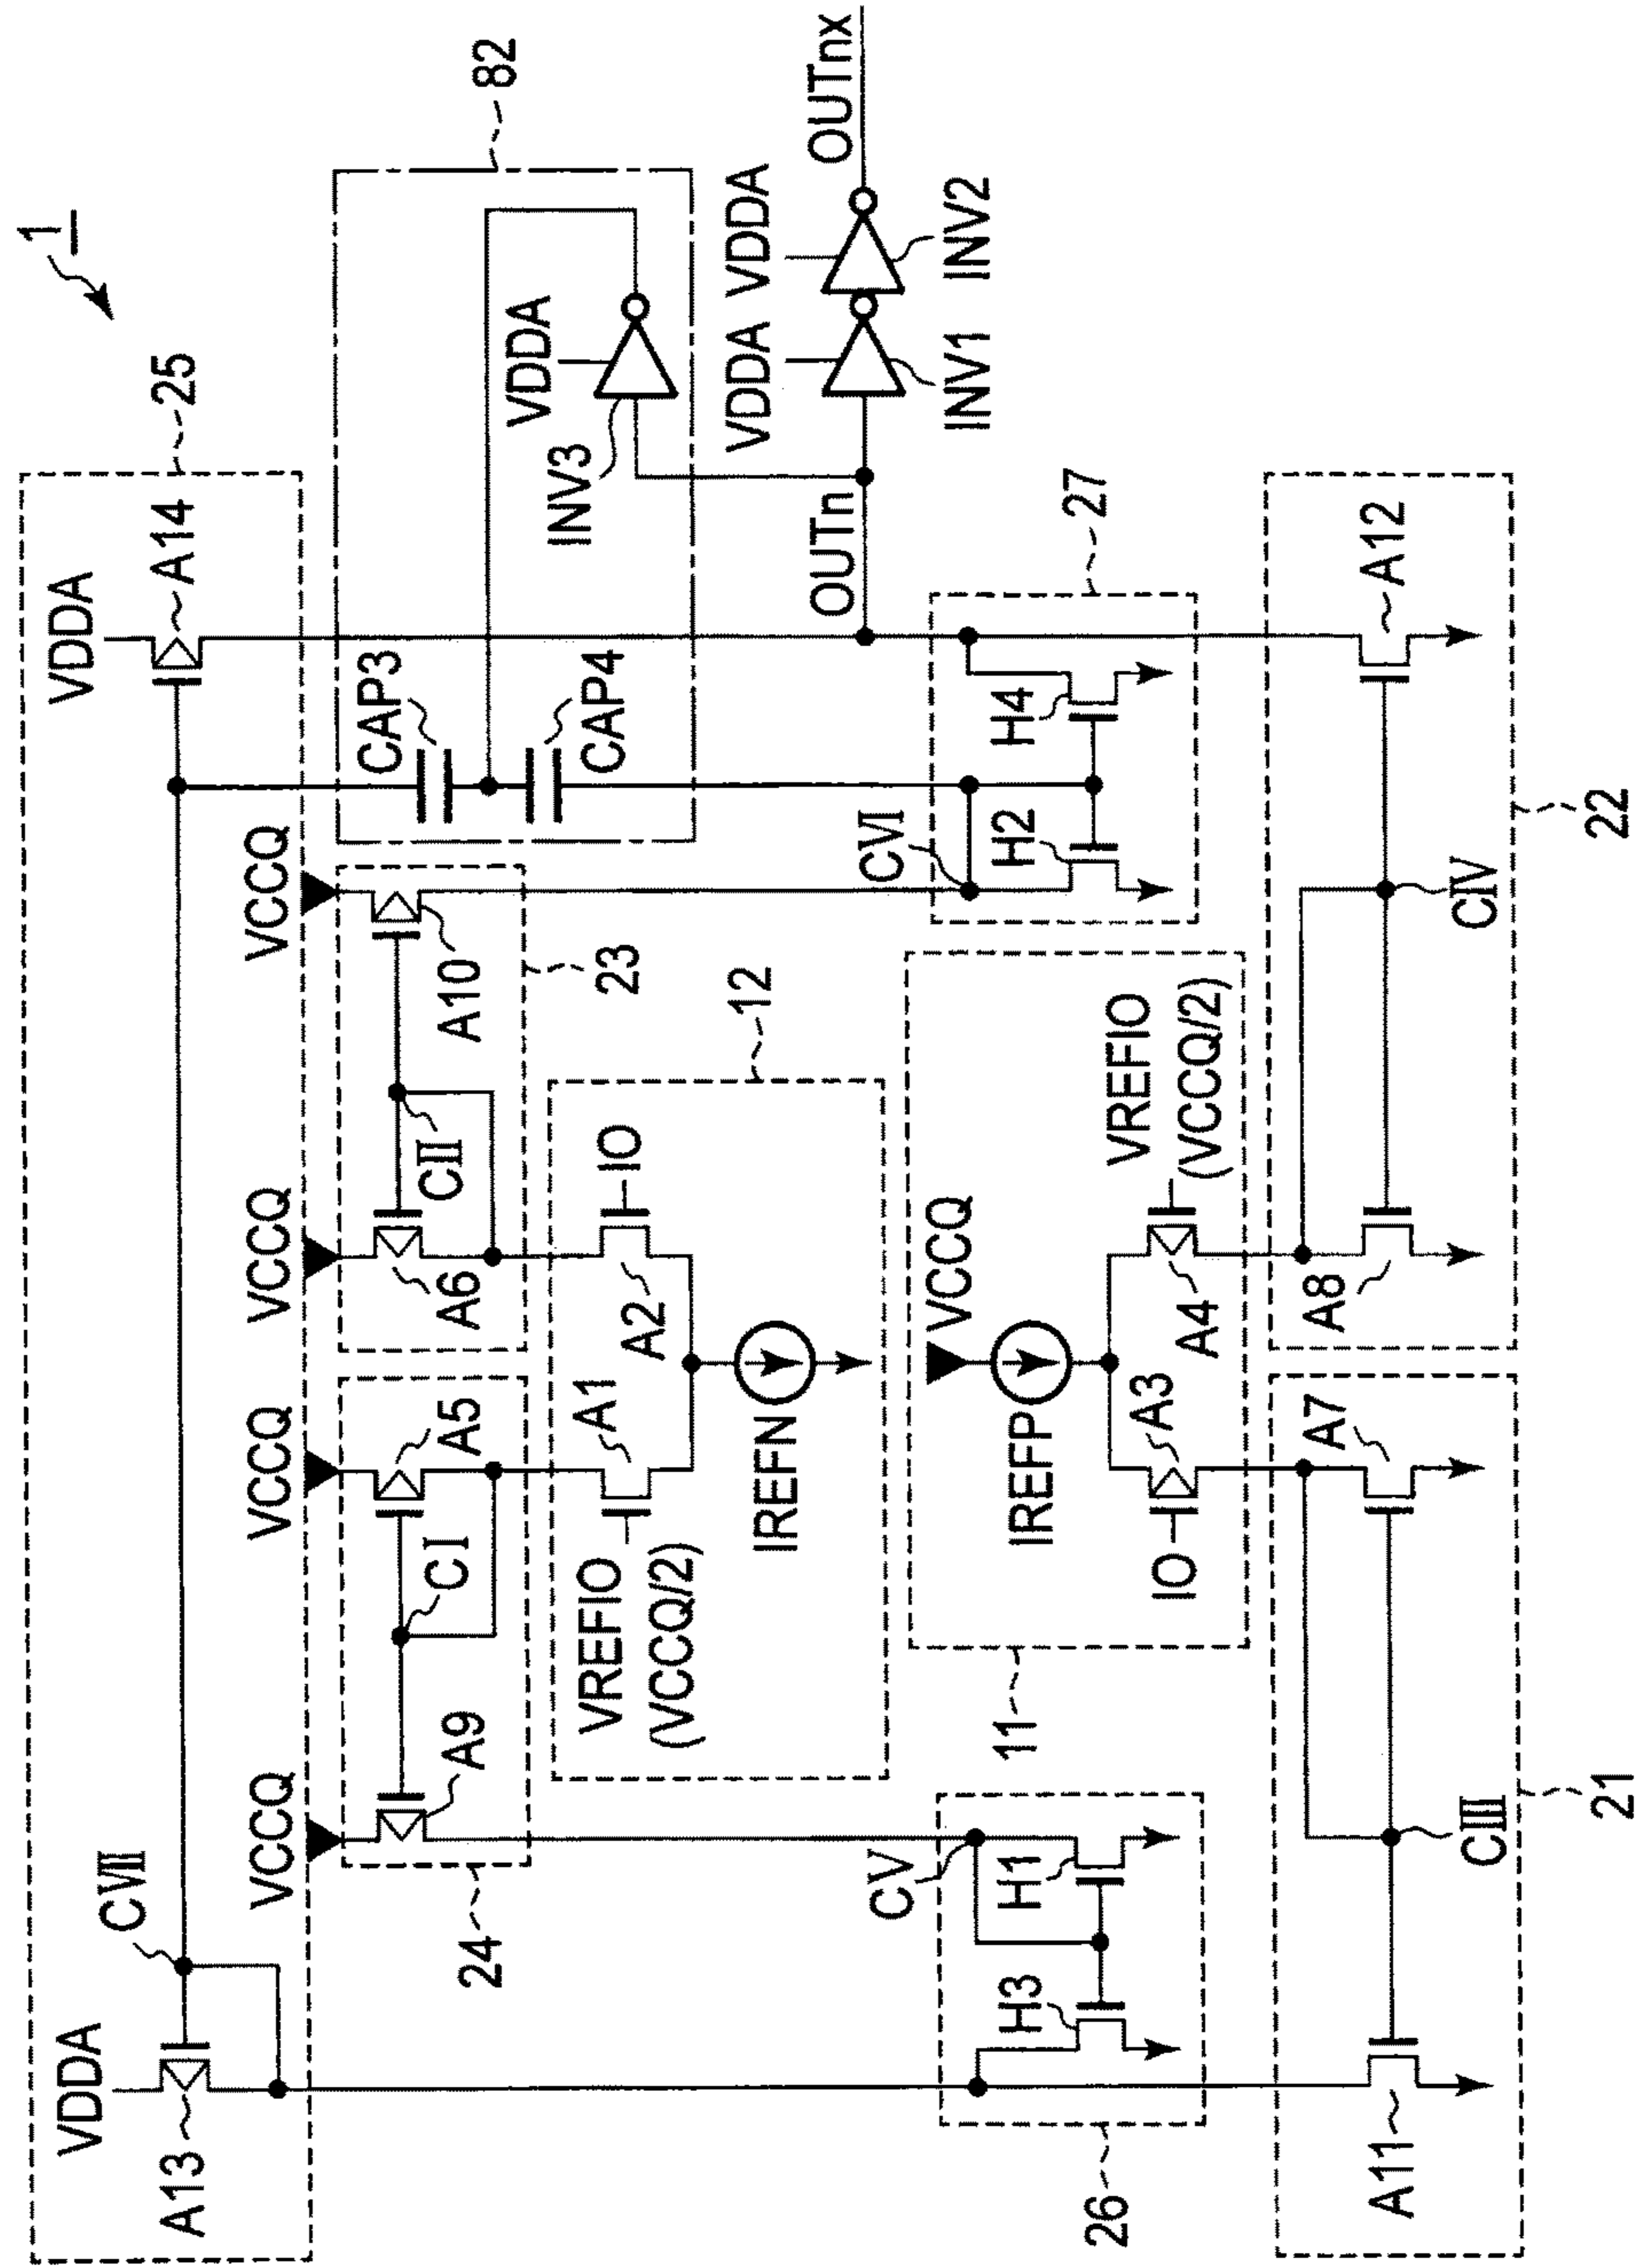 1
25
VDDA
VDDA
CⅦ
A13
A14
VCCQ
VCCQ
VCCQ
VCCQ
82
24
A9
CⅠ
A5
A6
CⅡ
A10
23
CAP3
CAP4
VDDA
INV3
12
VREFIO
(VCCQ/2)
A1
A2
IO
IREFN
OUTn
VDDA
VDDA
INV1
INV2
OUTnx
26
H3
H1
CⅤ
11
VCCQ
IREFP
IO
A3
A4
VREFIO
(VCCQ/2)
CⅥ
H2
H4
27
21
A11
CⅢ
A7
A8
CⅣ
A12
22